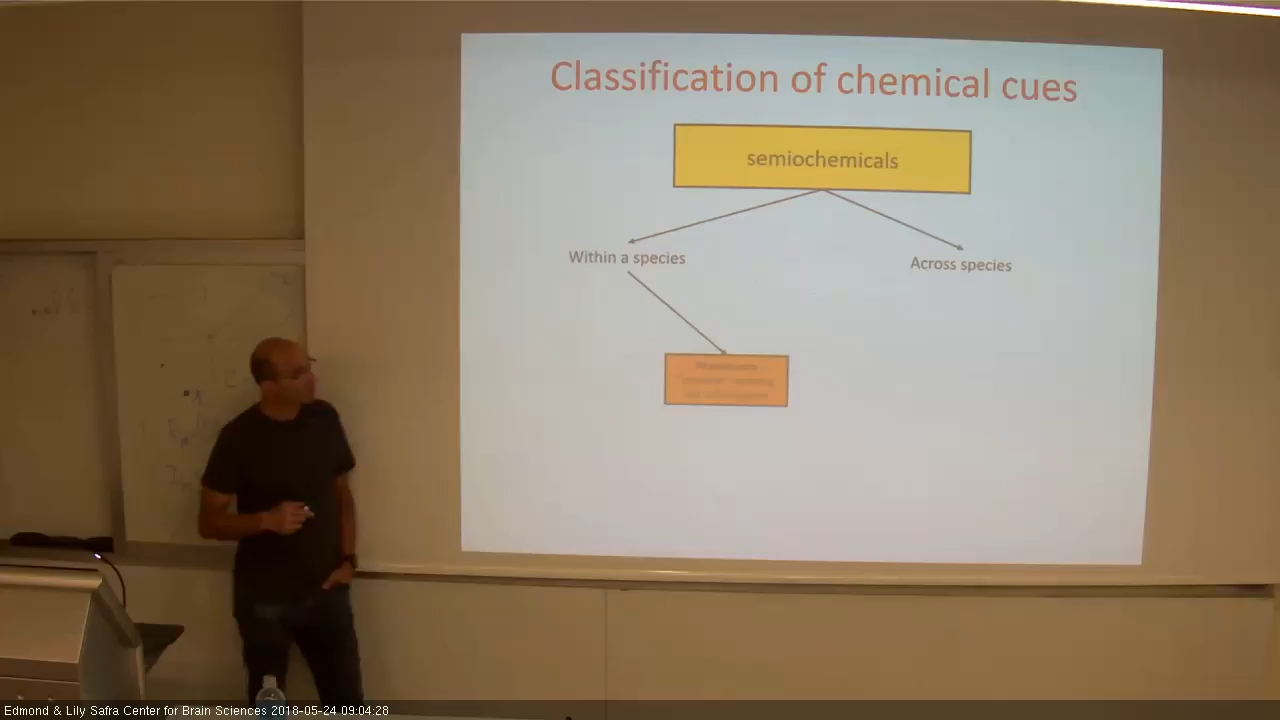 Classification of chemical cues
semiochemicals
Within a species
Across species
Edmond & Lily Safra Center for Brain Sciences 2018-05-24 09:04:28